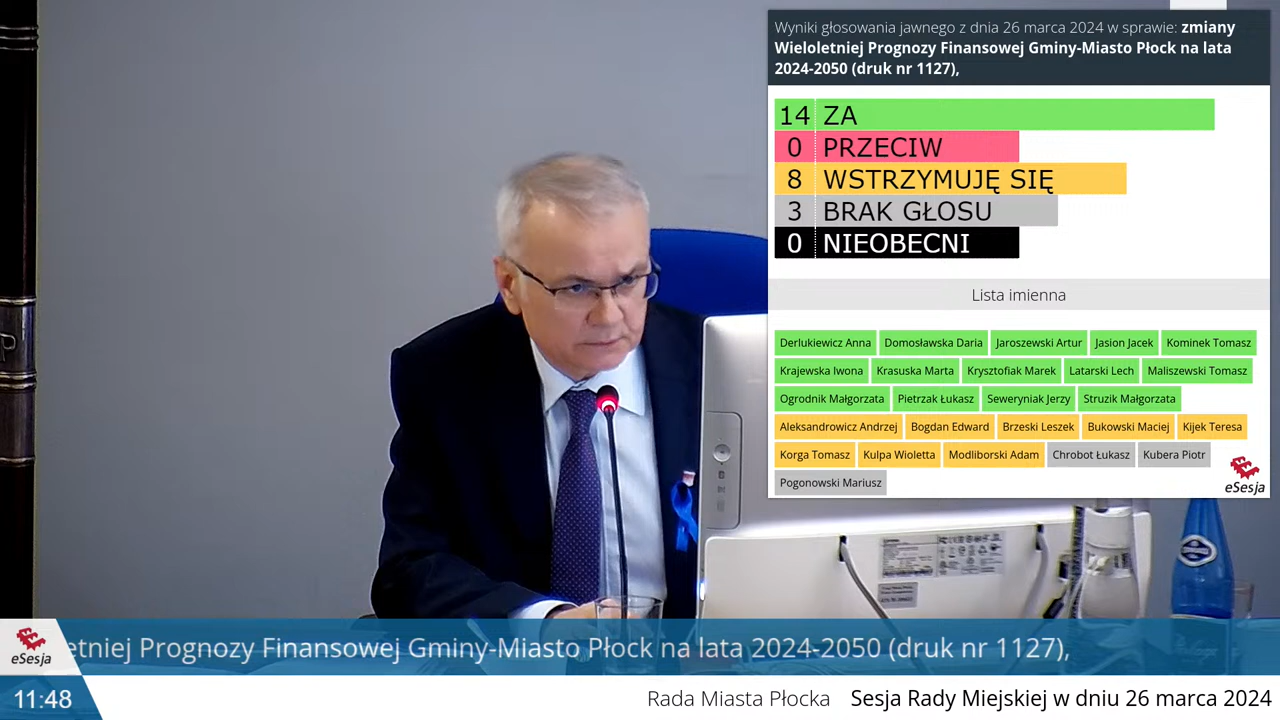 Wyniki głosowania jawnego z dnia 26 marca 2024 w sprawie: zmiany
Wieloletniej Prognozy Finansowej Gminy-Miasto Płock na lata
2024-2050 (druk nr 1127),
14 ZA
0 PRZECIW
8 WSTRZYMUJĘ SIĘ
3 BRAK GŁOSU
0 NIEOBECNI
Lista imienna
Derlukiewicz Anna Domosławska Daria Jaroszewski Artur Jasion Jacek Kominek Tomasz
Krajewska Iwona Krasuska Marta Krysztofiak Marek Latarski Lech Maliszewski Tomasz
Ogrodnik Małgorzata Pietrzak Łukasz Seweryniak Jerzy Struzik Małgorzata
Aleksandrowicz Andrzej Bogdan Edward Brzeski Leszek Bukowski Maciej Kijek Teresa
Korga Tomasz Kulpa Wioletta Modliborski Adam Chrobot Łukasz Kubera Piotr
Pogonowski Mariusz
eSesja
P
etniej Prognozy Finansowej Gminy-Miasto Płock na lata 2024-2050 (druk nr 1127),
eSesja
11:48
Rada Miasta Płocka Sesja Rady Miejskiej w dniu 26 marca 2024